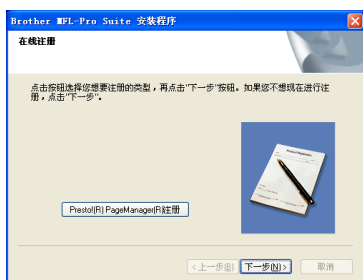 Brother MFL-Pro Suite 安装程序
在线注册
点击按钮选择您想要注册的类型，再点击"下一步"按钮。如果您不想现在进行注
册，点击"下一步"。
Presto!(R) PageManager(R)注册
<上一步(B)
下一步(N)>
取消